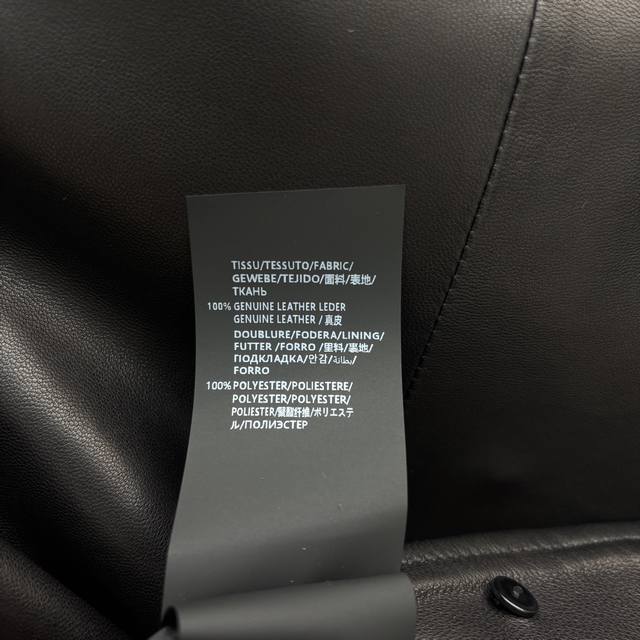 TISSU/TESSUTO/FABRIC/
GEWEBE/TEJIDO/面料/裏地/
ТКАНЬ
100% GENUINE LEATHER LEDER
GENUINE LEATHER /真皮
DOUBLURE/FODERA/LINING/
FUTTER /FORRO /里料/裏地/
ПОДКЛАДКА/안감/بطانة/
FORRO
100% POLYESTER/POLIESTERE/
POLYESTER/POLYESTER/
POLIESTER/聚酯纤维/ポリエステ
ル/ПОЛИЭСТЕР